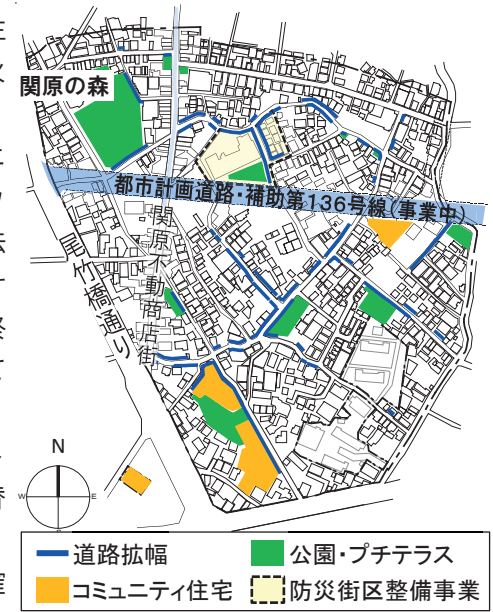 関原の森
都市計画道路・補助第136号線(事業中)
関原不動商店街
尾竹橋通り
N
W
E
S
道路拡幅
公園・プチテラス
コミュニティ住宅
防災街区整備事業